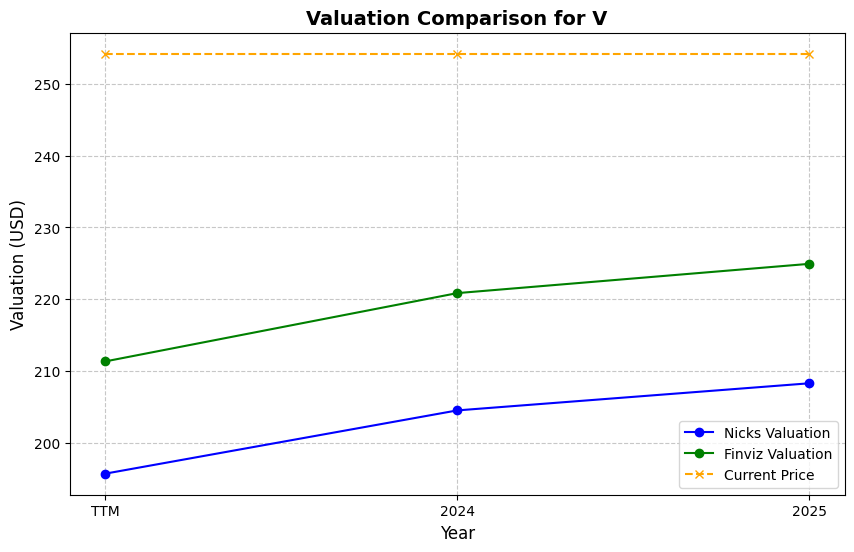 Valuation Comparison for V
Valuation (USD)
250
240
230
220
210
200
TTM
2024
2025
Year
Nicks Valuation
Finviz Valuation
Current Price